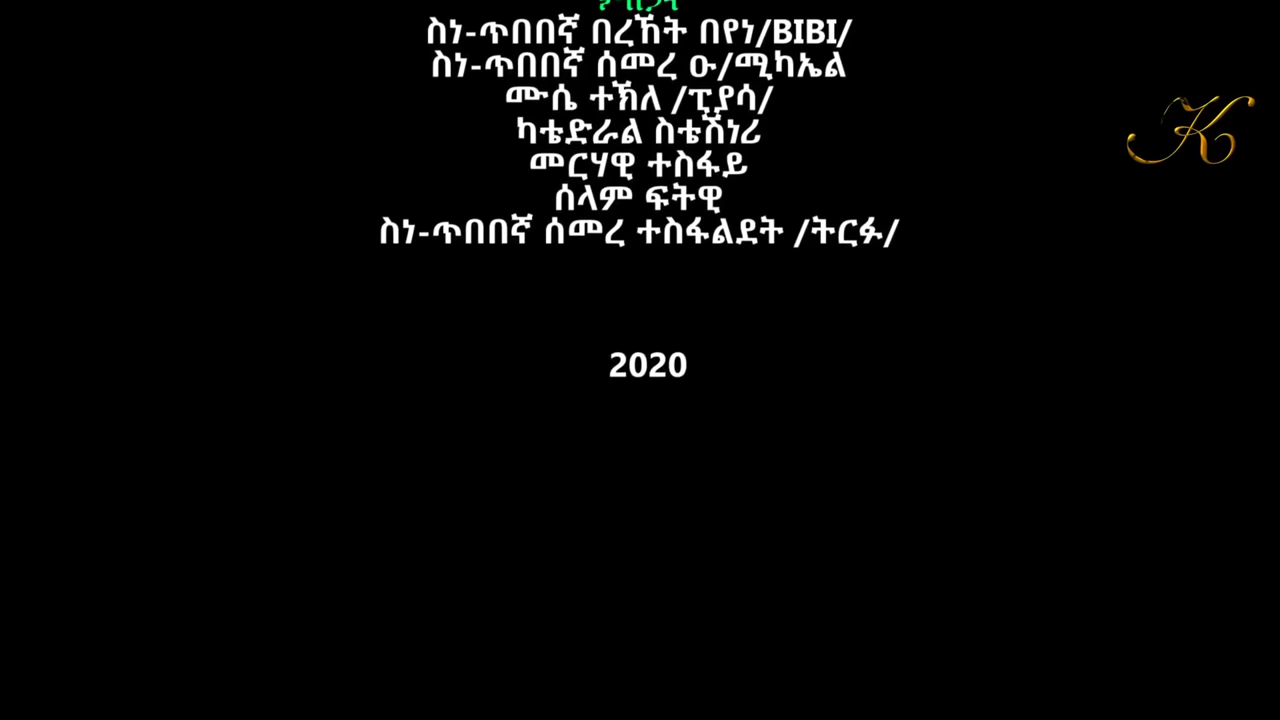 ስነ-ጥበበኛ በረኸት በየነ/BIBI/
ስነ-ጥበበኛ ሰመረ ዑ/ሚካኤል
ሙሴ ተኽለ /ፒያሳ/
ካቴድራል ስቴሽነሪ
መርሃዊ ተስፋይ
ሰላም ፍትዊ
ስነ-ጥበበኛ ሰመረ ተስፋልደት /ትርፉ/
2020
K